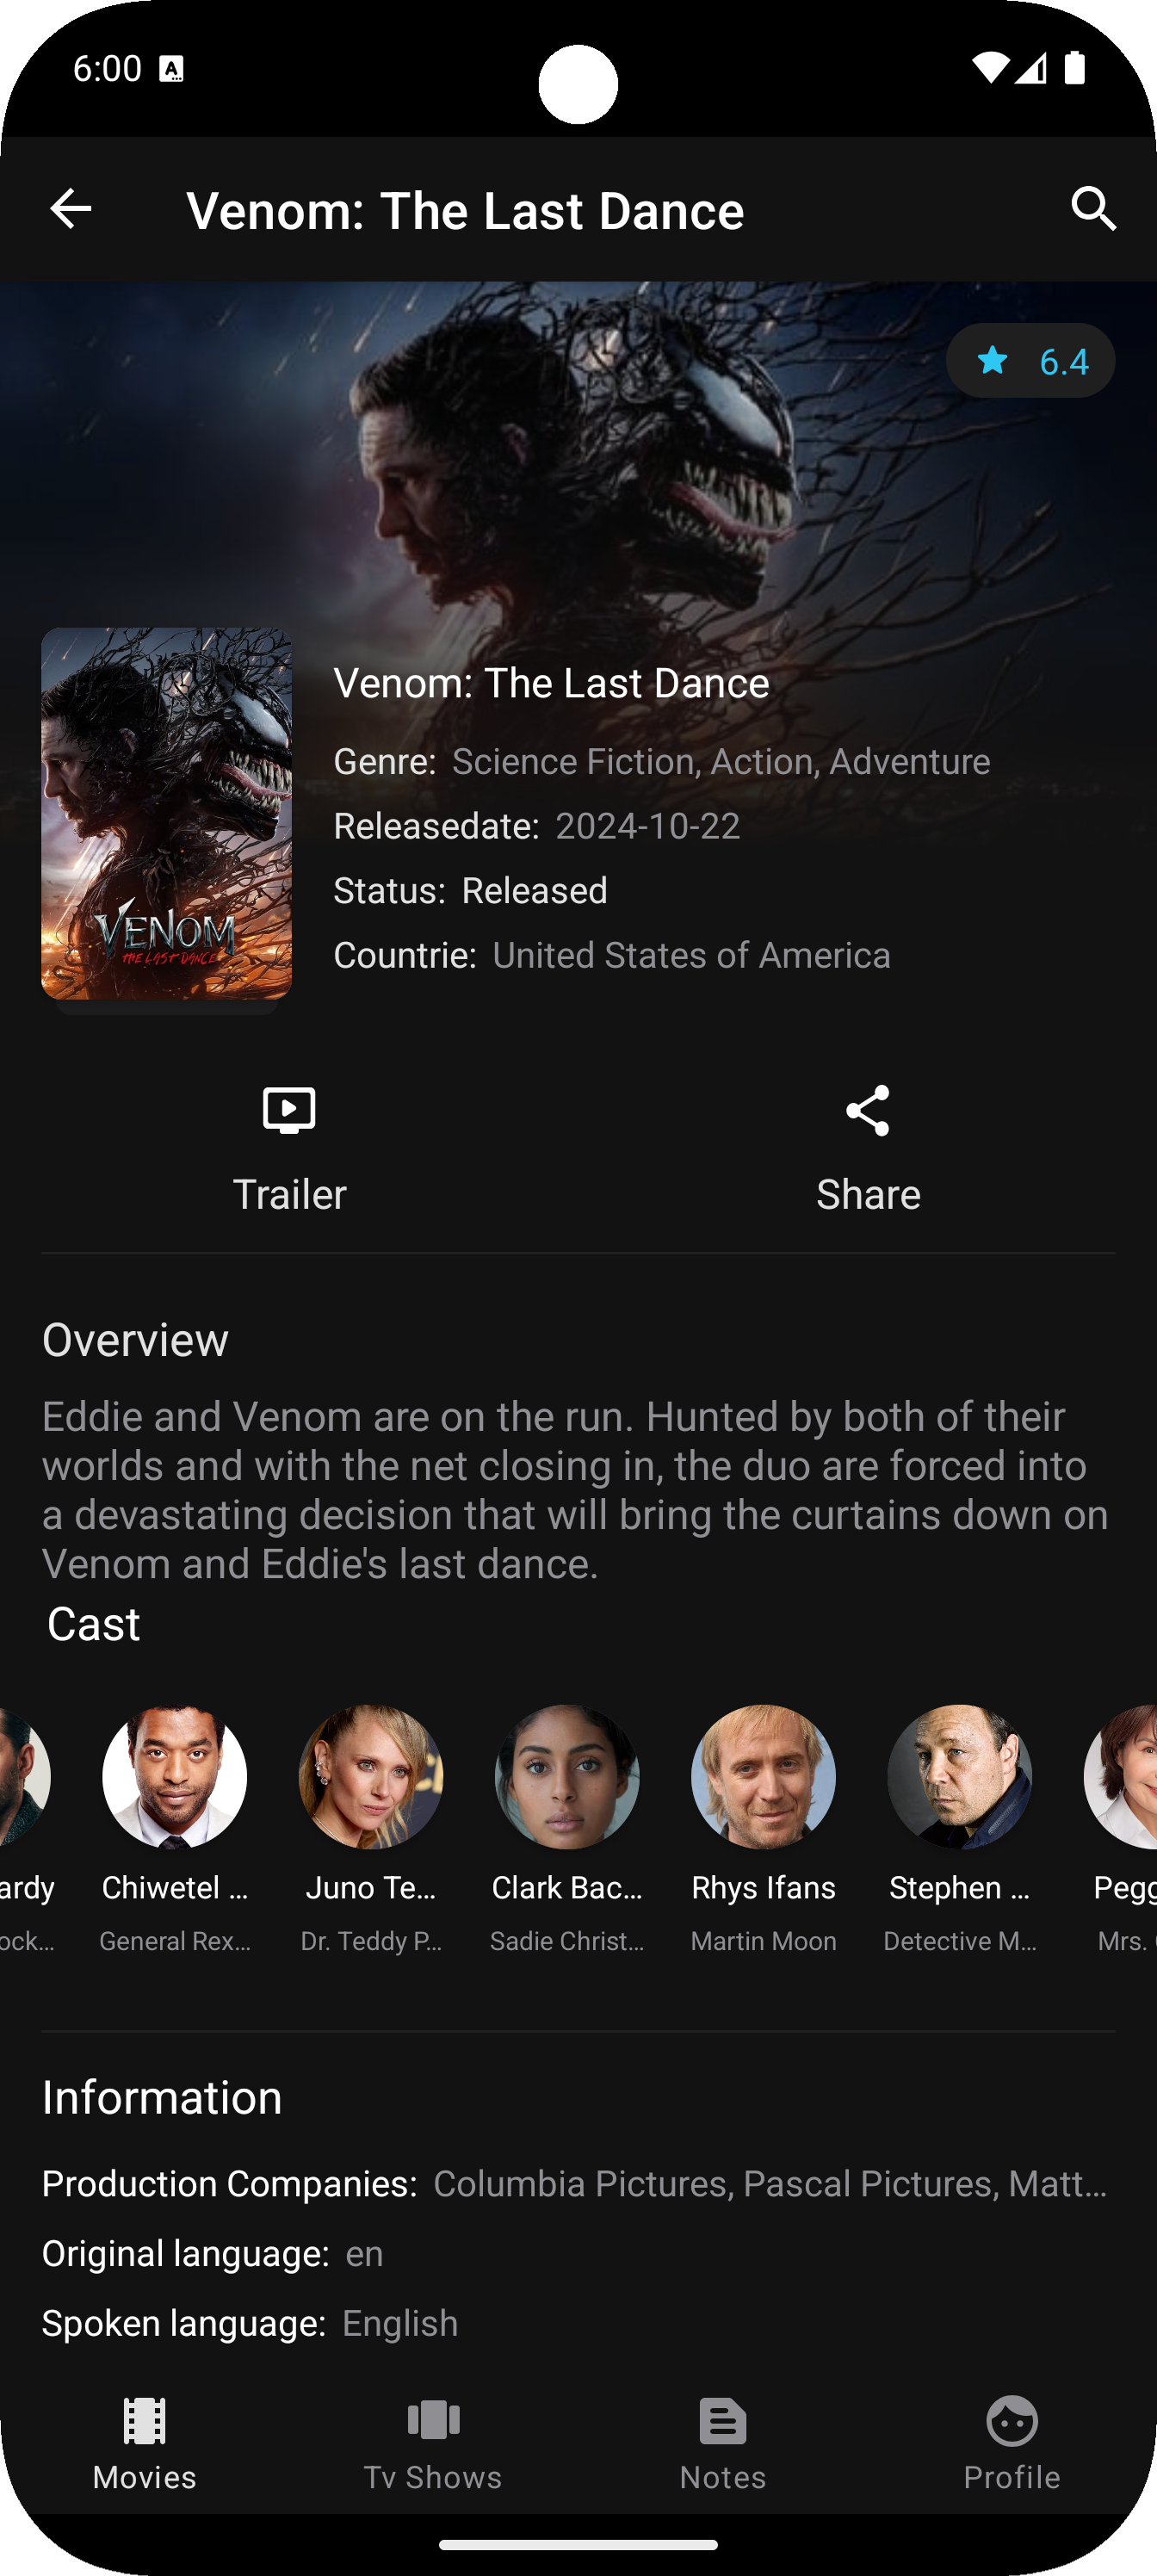 6:00
Venom: The Last Dance
6.4
VENOM
THE LAST DANCE
Venom: The Last Dance
Genre: Science Fiction, Action, Adventure
Releasedate: 2024-10-22
Status: Released
Countrie: United States of America
Trailer
Share
Overview
Eddie and Venom are on the run. Hunted by both of their
worlds and with the net closing in, the duo are forced into
a devastating decision that will bring the curtains down on
Venom and Eddie's last dance.
Cast
ardy Chiwetel ... Juno Te... Clark Bac... Rhys Ifans Stephen ... Pegg
ock... General Rex... Dr. Teddy P... Sadie Christ... Martin Moon Detective M... Mrs.
Information
Production Companies: Columbia Pictures, Pascal Pictures, Matt...
Original language: en
Spoken language: English
Movies
Tv Shows
Notes
Profile